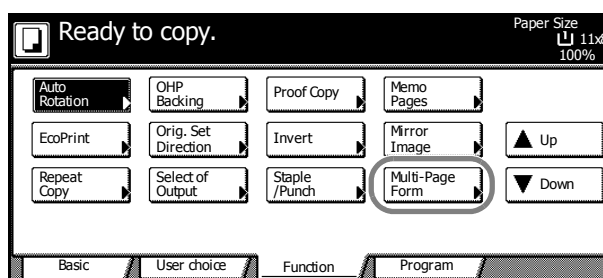 Ready to copy.
Paper Size
11x
100%
Auto
Rotation
OHP
Backing
Proof Copy
Memo
Pages
EcoPrint
Orig. Set
Direction
Invert
Mirror
Image
Up
Repeat
Copy
Select of
Output
Staple
/Punch
Multi-Page
Form
Down
Basic
User choice
Function
Program